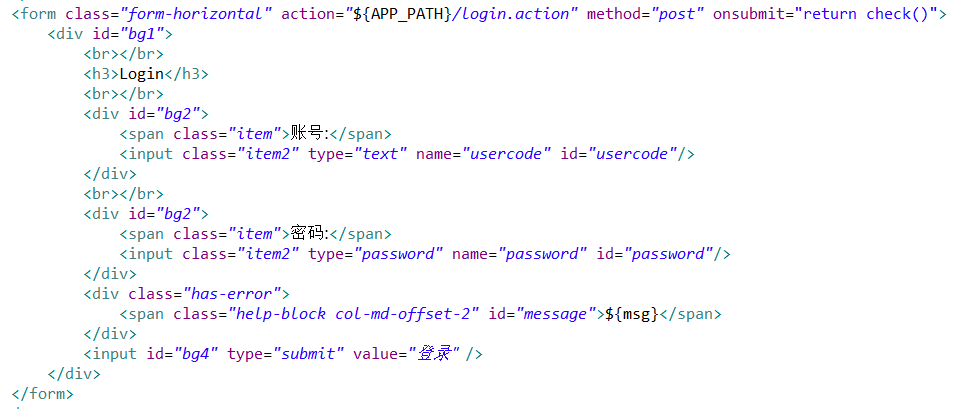 <form class="form-horizontal" action="${APP_PATH}/login.action" method="post" onsubmit="return check()">
<div id="bg1">
<br></br>
<h3>Login</h3>
<br></br>
<div id="bg2">
<span class="item">账号:</span>
<input class="item2" type="text" name="usercode" id="usercode"/>
</div>
<br></br>
<div id="bg2">
<span class="item">密码:</span>
<input class="item2" type="password" name="password" id="password"/>
</div>
<div class="has-error">
<span class="help-block col-md-offset-2" id="message">${msg}</span>
</div>
<input id="bg4" type="submit" value="登录" />
</div>
</form>